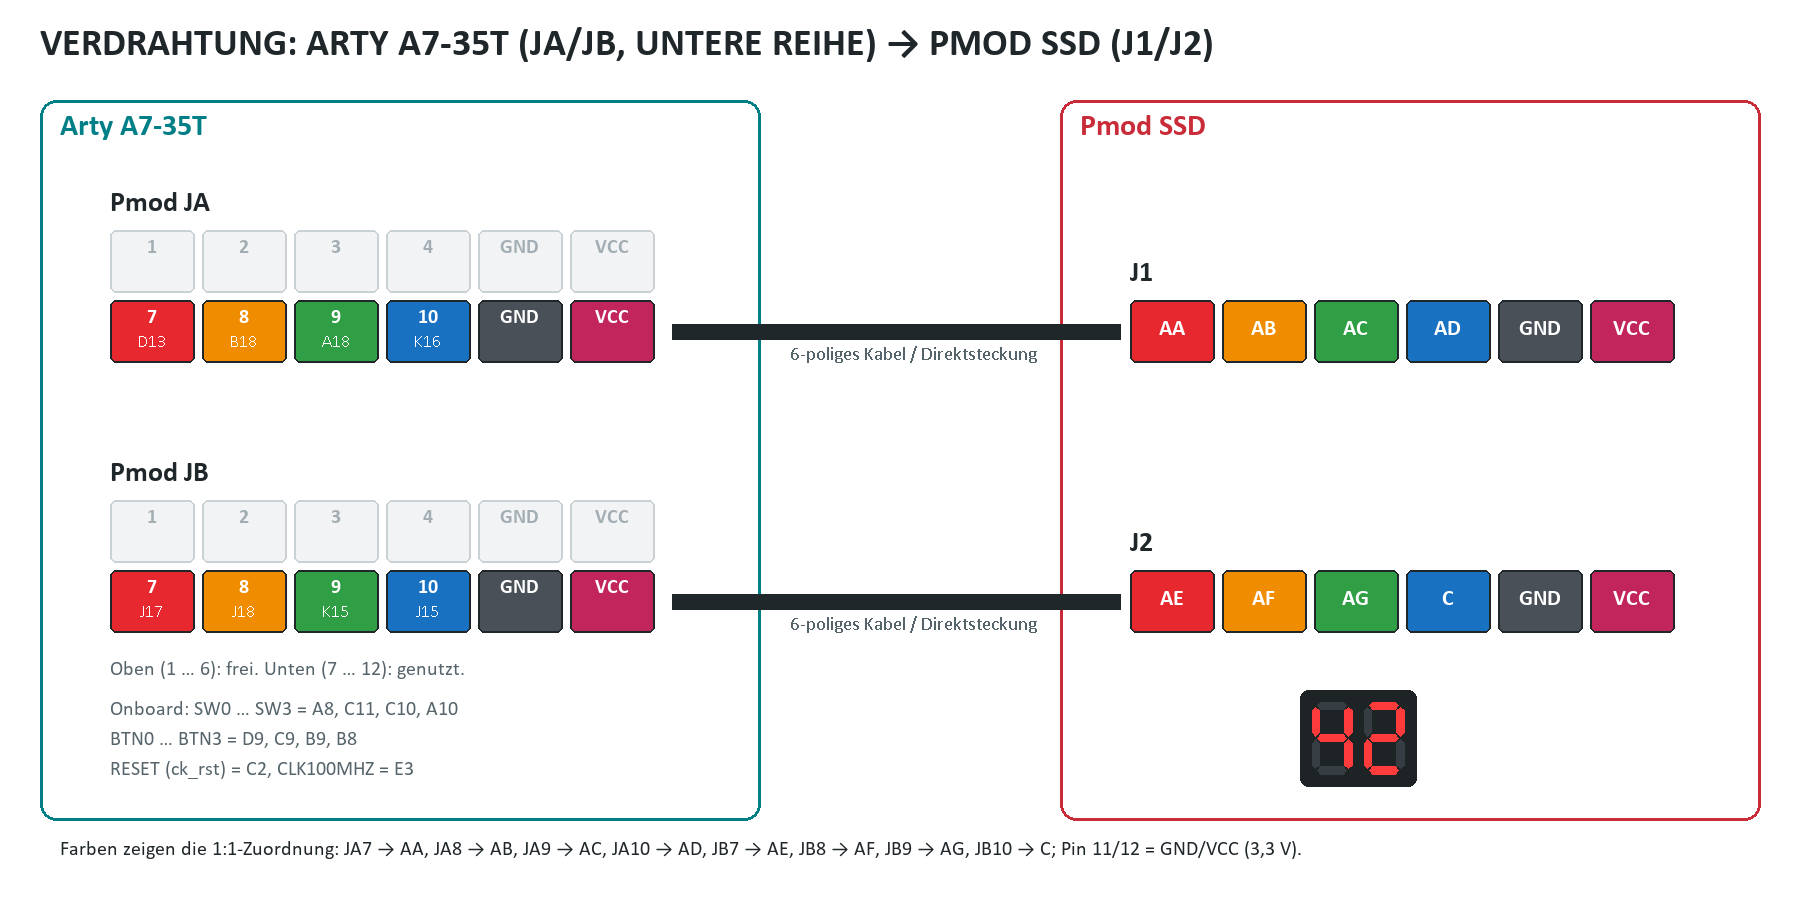 VERDRAHTUNG: ARTY A7-35T (JA/JB, UNTERE REIHE) → PMOD SSD (J1/J2)
Arty A7-35T
Pmod SSD
Pmod JA
1 2 3 4 GND VCC
7 8 9 10 GND VCC
D13 B18 A18 K16
6-poliges Kabel / Direktsteckung
J1
AA AB AC AD GND VCC
Pmod JB
1 2 3 4 GND VCC
7 8 9 10 GND VCC
J17 J18 K15 J15
6-poliges Kabel / Direktsteckung
J2
AE AF AG C GND VCC
Oben (1 ... 6): frei. Unten (7 ... 12): genutzt.
Onboard: SW0 ... SW3 = A8, C11, C10, A10
BTN0 ... BTN3 = D9, C9, B9, B8
RESET (ck_rst) = C2, CLK100MHZ = E3
42
Farben zeigen die 1:1-Zuordnung: JA7 → AA, JA8 → AB, JA9 → AC, JA10 → AD, JB7 → AE, JB8 → AF, JB9 → AG, JB10 → C; Pin 11/12 = GND/VCC (3,3 V).